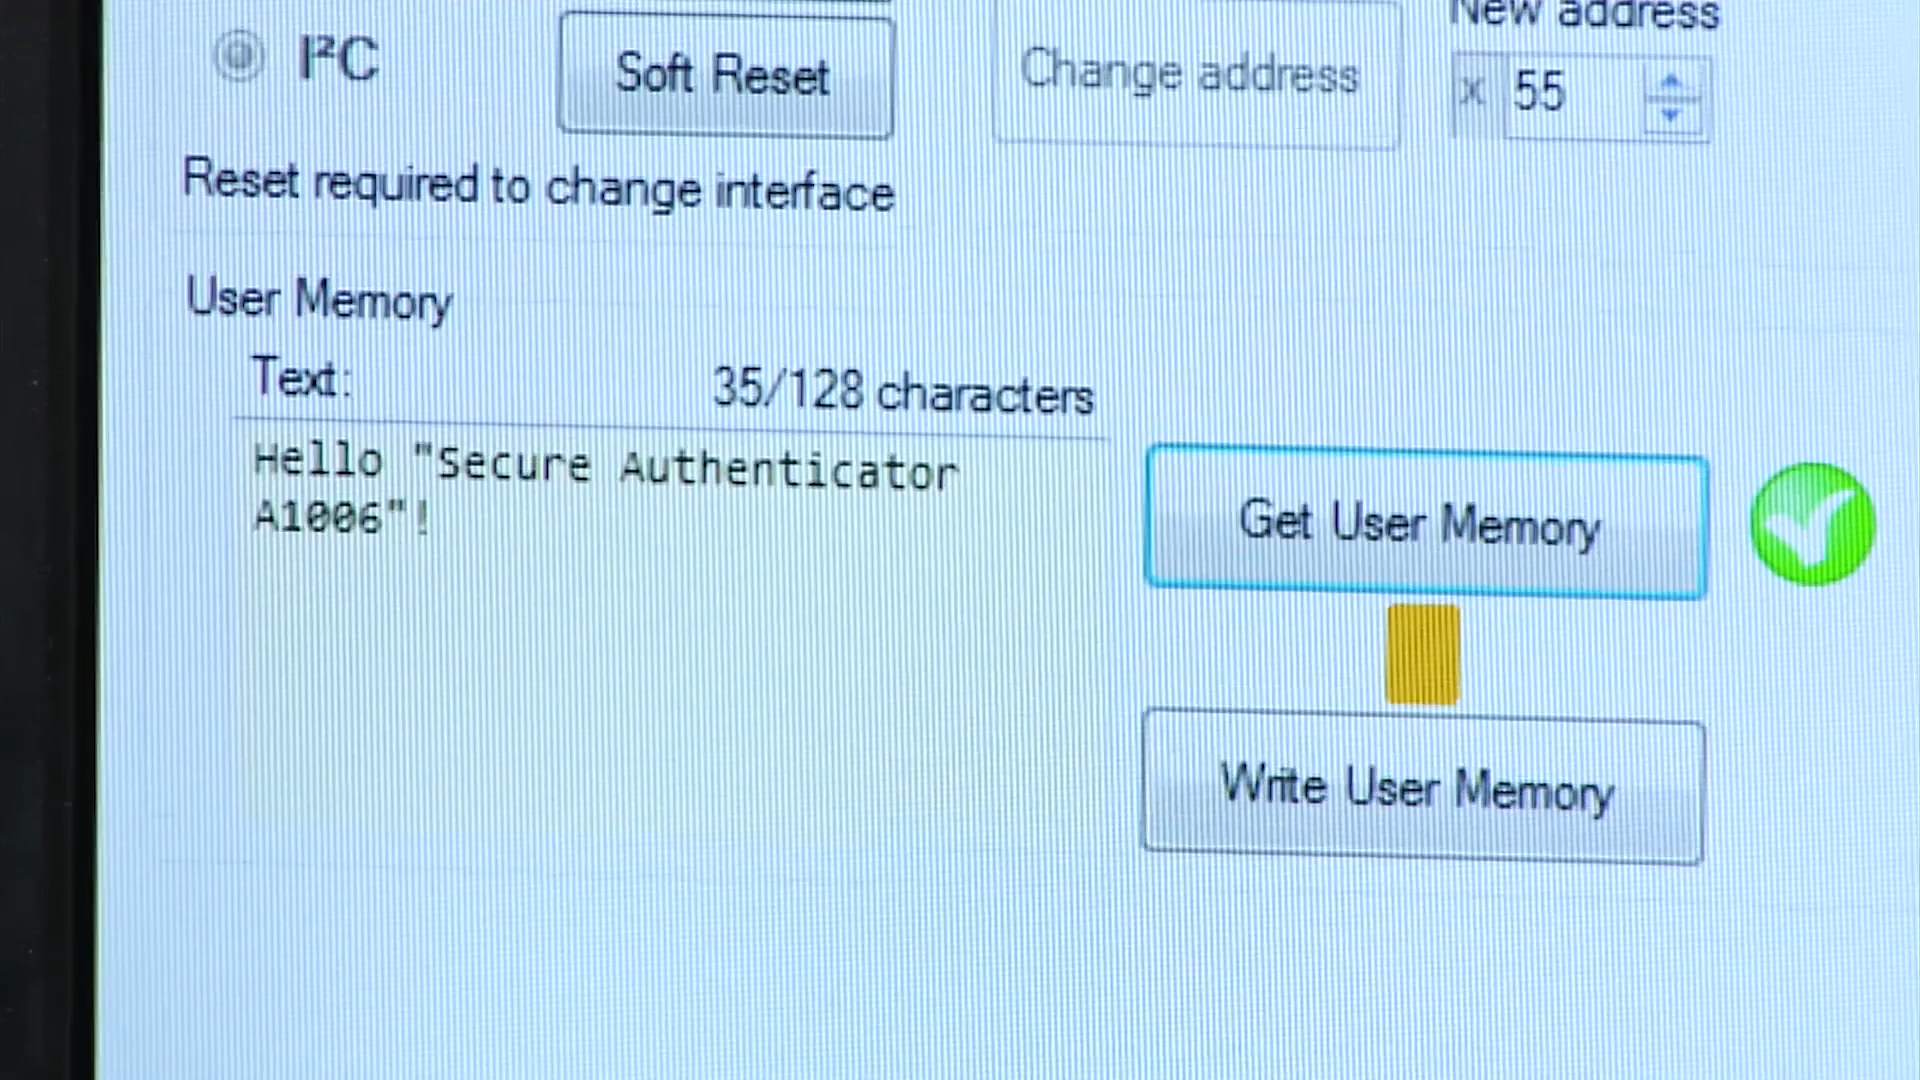 I²C
Soft Reset
Change address
New address
x 55
Reset required to change interface
User Memory
Text: 35/128 characters
Hello "Secure Authenticator
A1006"!
Get User Memory
Write User Memory